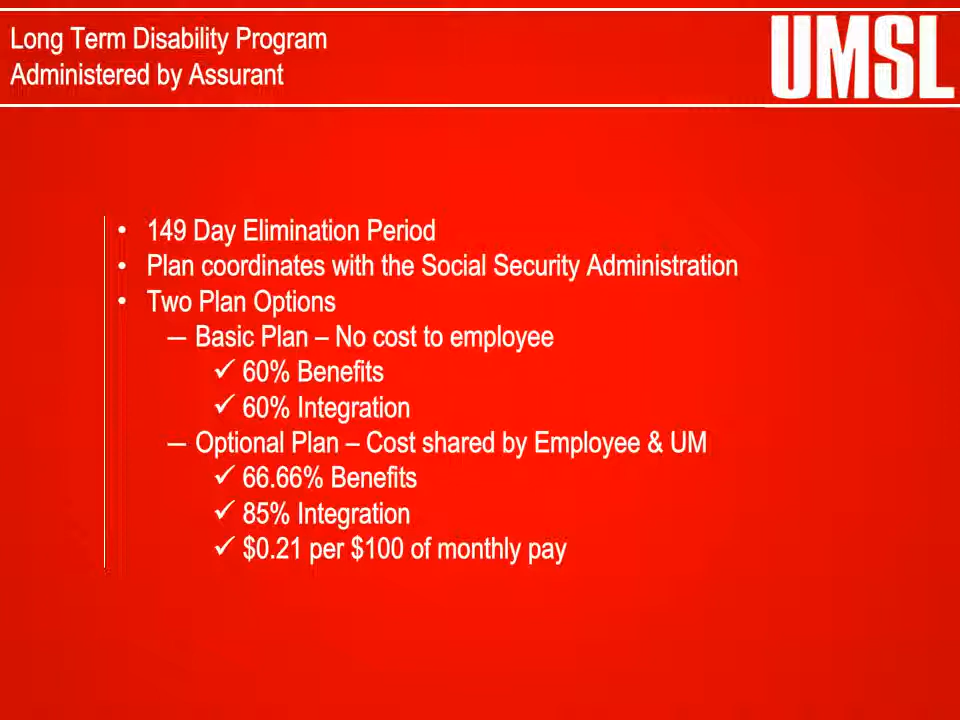 Long Term Disability Program
Administered by Assurant
UMSL
• 149 Day Elimination Period
• Plan coordinates with the Social Security Administration
• Two Plan Options
— Basic Plan – No cost to employee
✓ 60% Benefits
✓ 60% Integration
— Optional Plan – Cost shared by Employee & UM
✓ 66.66% Benefits
✓ 85% Integration
✓ $0.21 per $100 of monthly pay